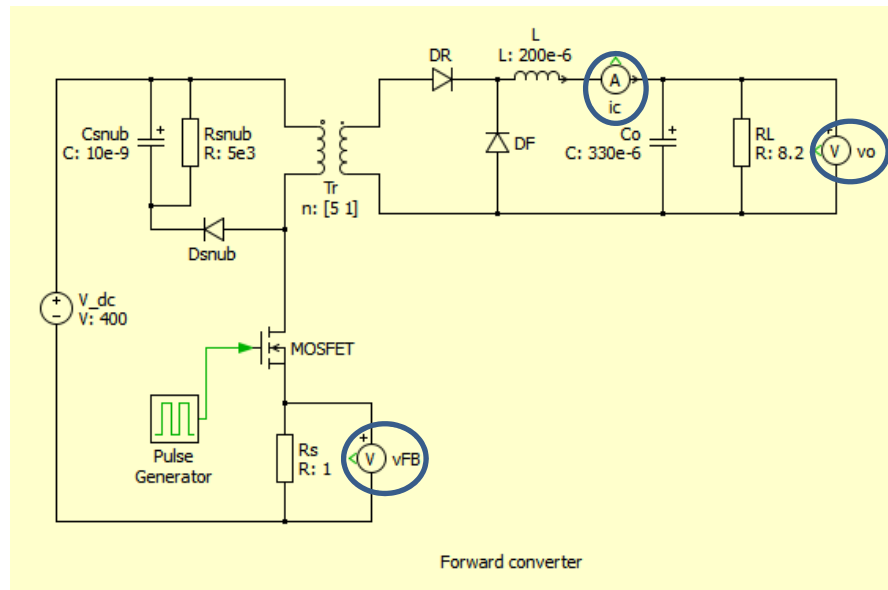 L
L: 200e-6
DR
A
ic
Csnub
C: 10e-9
Rsnub
R: 5e3
DF
Co
C: 330e-6
RL
R: 8.2
V vo
Tr
n: [5 1]
Dsnub
V_dc
V: 400
MOSFET
Pulse
Generator
Rs
R: 1
V vFB
Forward converter